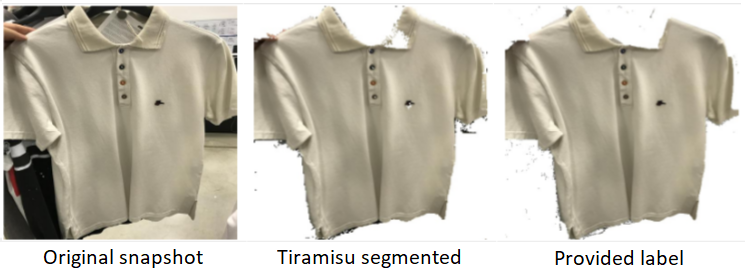 Original snapshot
Tiramisu segmented
Provided label